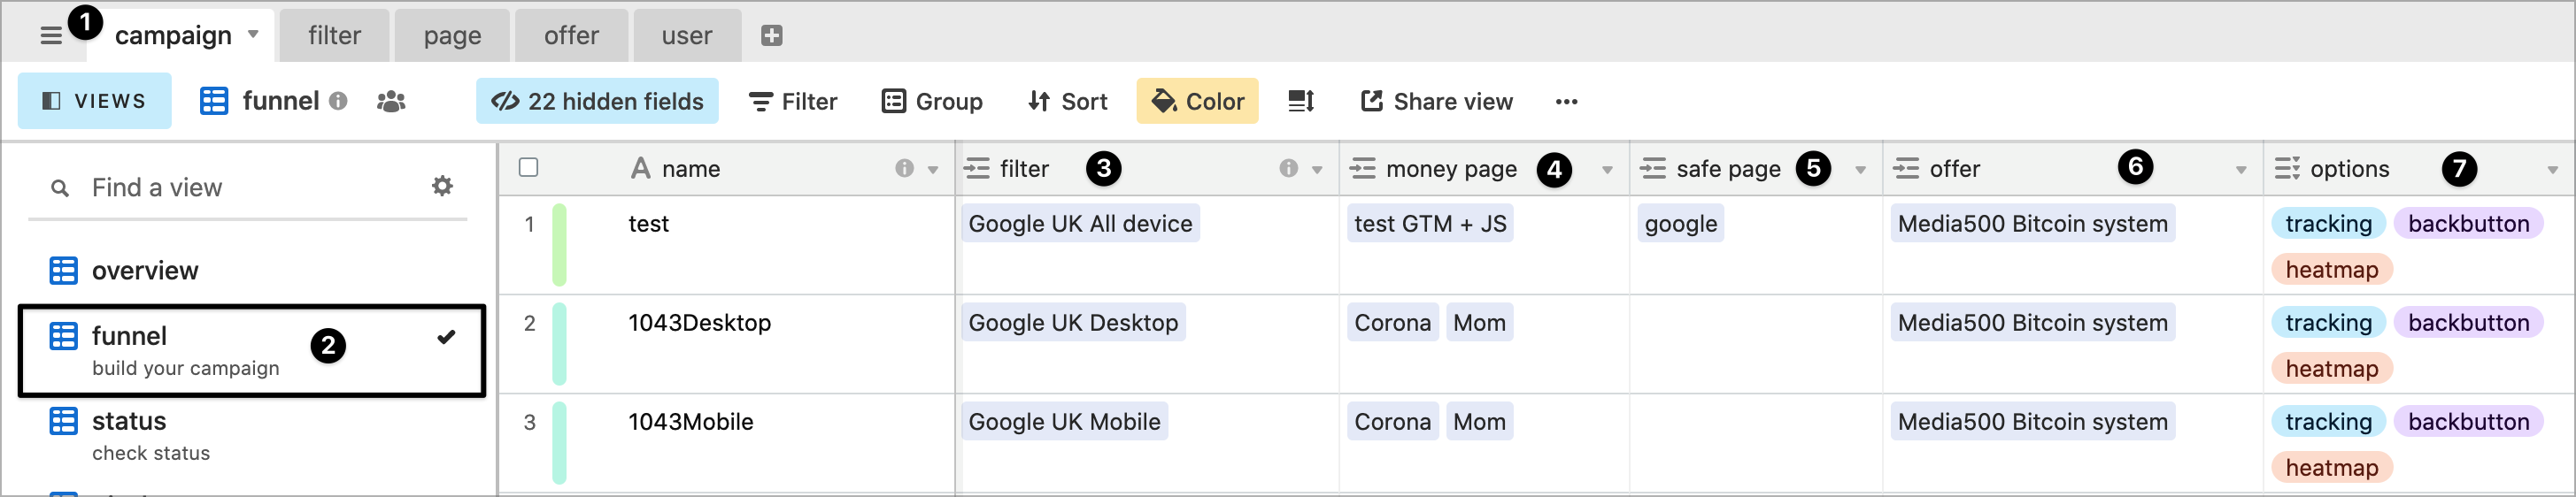 1 campaign filter page offer user
VIEWS funnel 22 hidden fields Filter Group Sort Color Share view ...
Find a view
overview
funnel 2
build your campaign
status
check status
name filter 3 money page 4 safe page 5 offer 6 options 7
1 test Google UK All device test GTM + JS google Media500 Bitcoin system tracking backbutton
heatmap
2 1043Desktop Google UK Desktop Corona Mom Media500 Bitcoin system tracking backbutton
heatmap
3 1043Mobile Google UK Mobile Corona Mom Media500 Bitcoin system tracking backbutton
heatmap